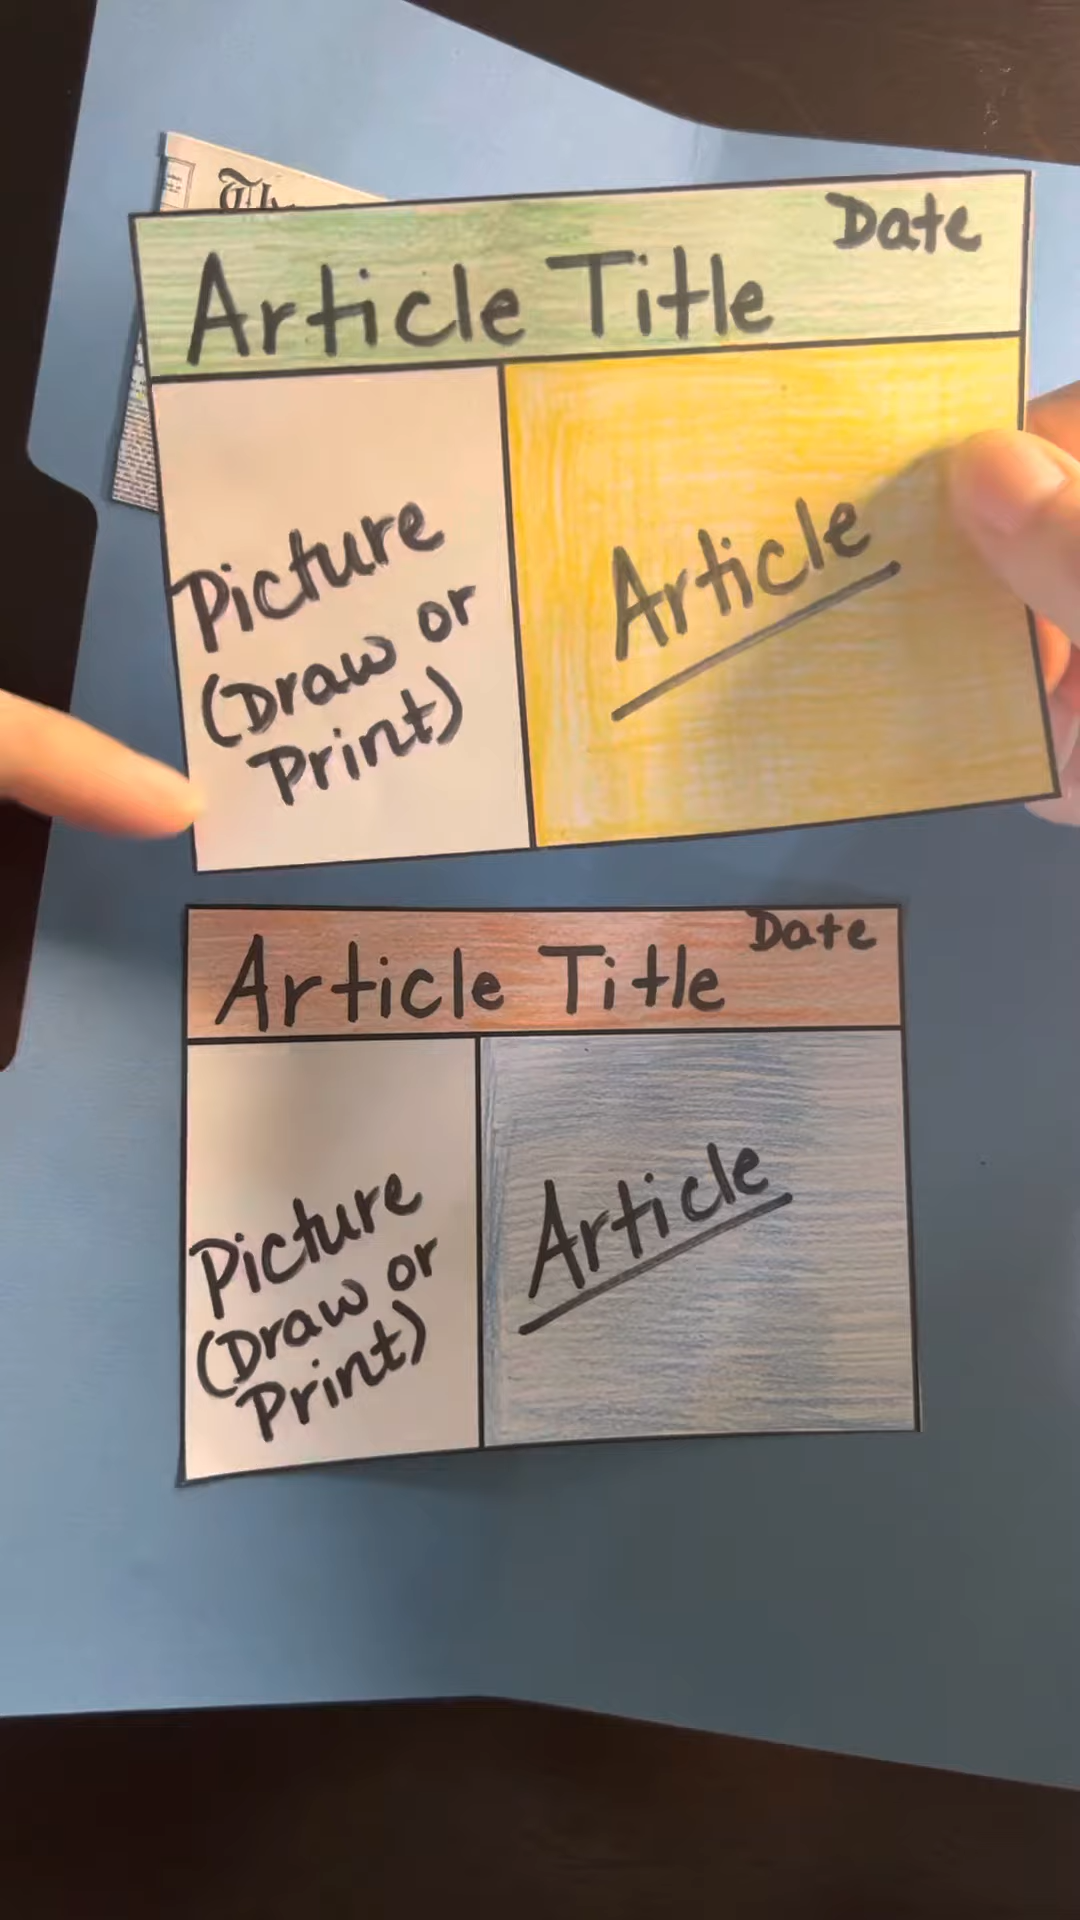 Date
Article Title
Picture
(Draw or
Print)
Article
Date
Article Title
Picture
(Draw or
Print)
Article